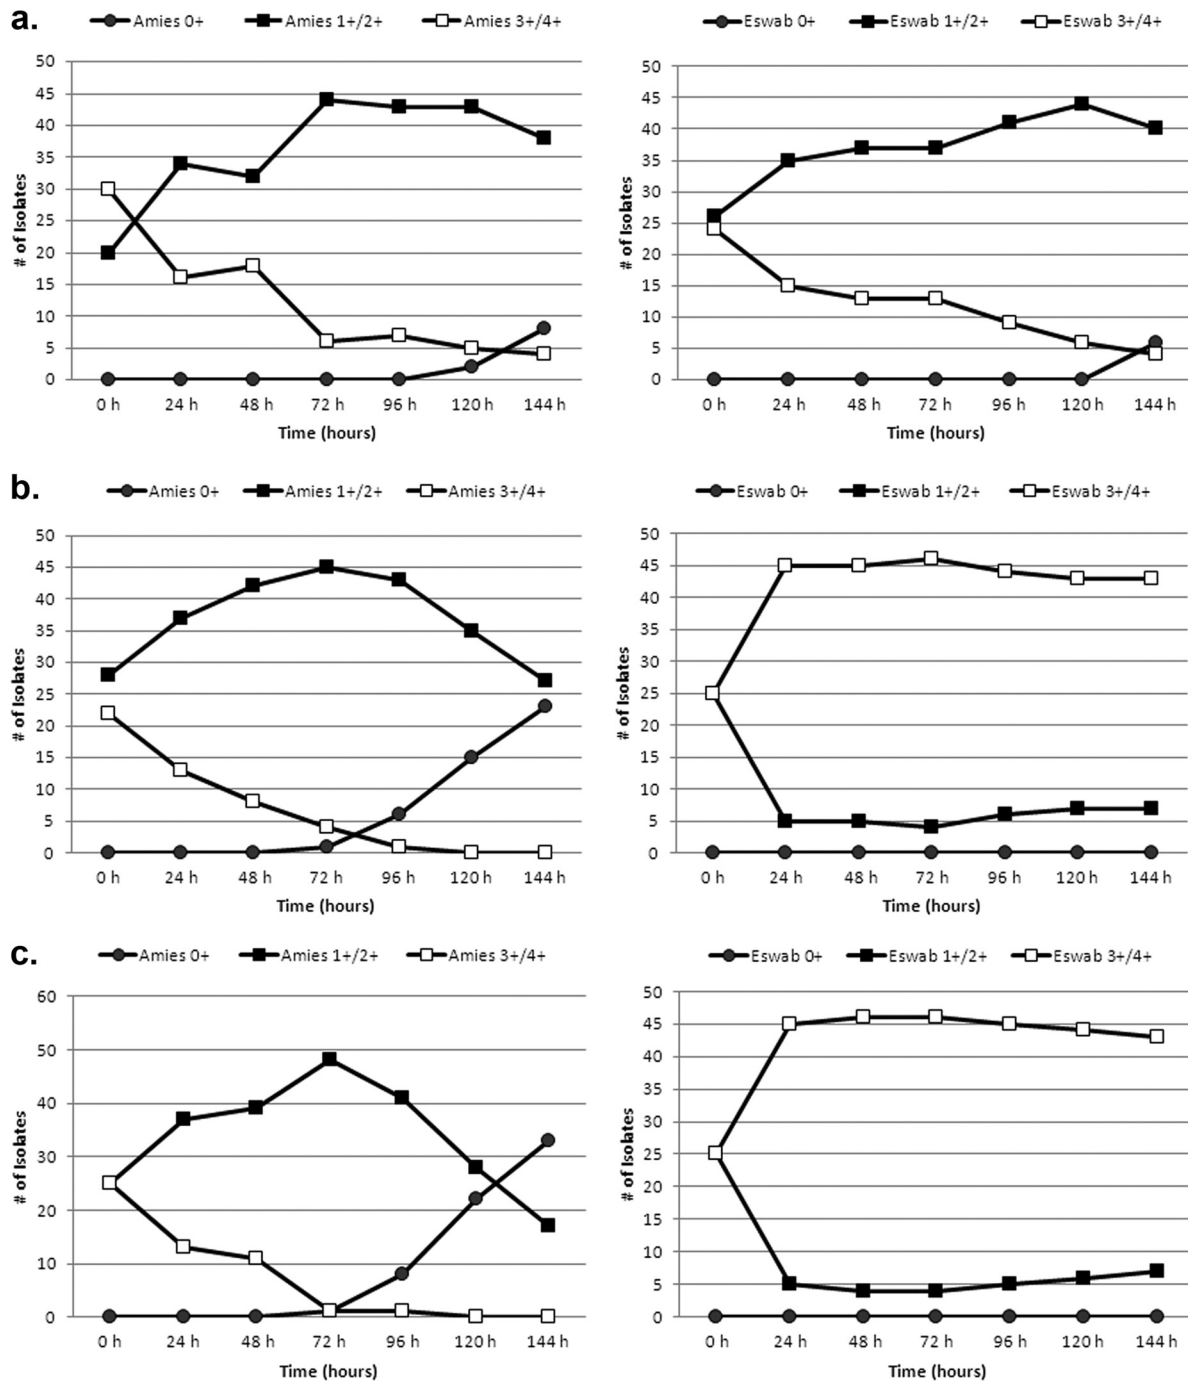 a.
Amies 0+ Amies 1+/2+ Amies 3+/4+
50
45
40
35
30
25
20
15
10
5
0
# of Isolates
0 h 24 h 48 h 72 h 96 h 120 h 144 h
Time (hours)
Eswab 0+ Eswab 1+/2+ Eswab 3+/4+
50
45
40
35
30
25
20
15
10
5
0
# of Isolates
0 h 24 h 48 h 72 h 96 h 120 h 144 h
Time (hours)
b.
Amies 0+ Amies 1+/2+ Amies 3+/4+
50
45
40
35
30
25
20
15
10
5
0
# of Isolates
0 h 24 h 48 h 72 h 96 h 120 h 144 h
Time (hours)
Eswab 0+ Eswab 1+/2+ Eswab 3+/4+
50
45
40
35
30
25
20
15
10
5
0
# of Isolates
0 h 24 h 48 h 72 h 96 h 120 h 144 h
Time (hours)
c.
Amies 0+ Amies 1+/2+ Amies 3+/4+
60
50
40
30
20
10
0
# of Isolates
0 h 24 h 48 h 72 h 96 h 120 h 144 h
Time (hours)
Eswab 0+ Eswab 1+/2+ Eswab 3+/4+
50
45
40
35
30
25
20
15
10
5
0
# of Isolates
0 h 24 h 48 h 72 h 96 h 120 h 144 h
Time (hours)